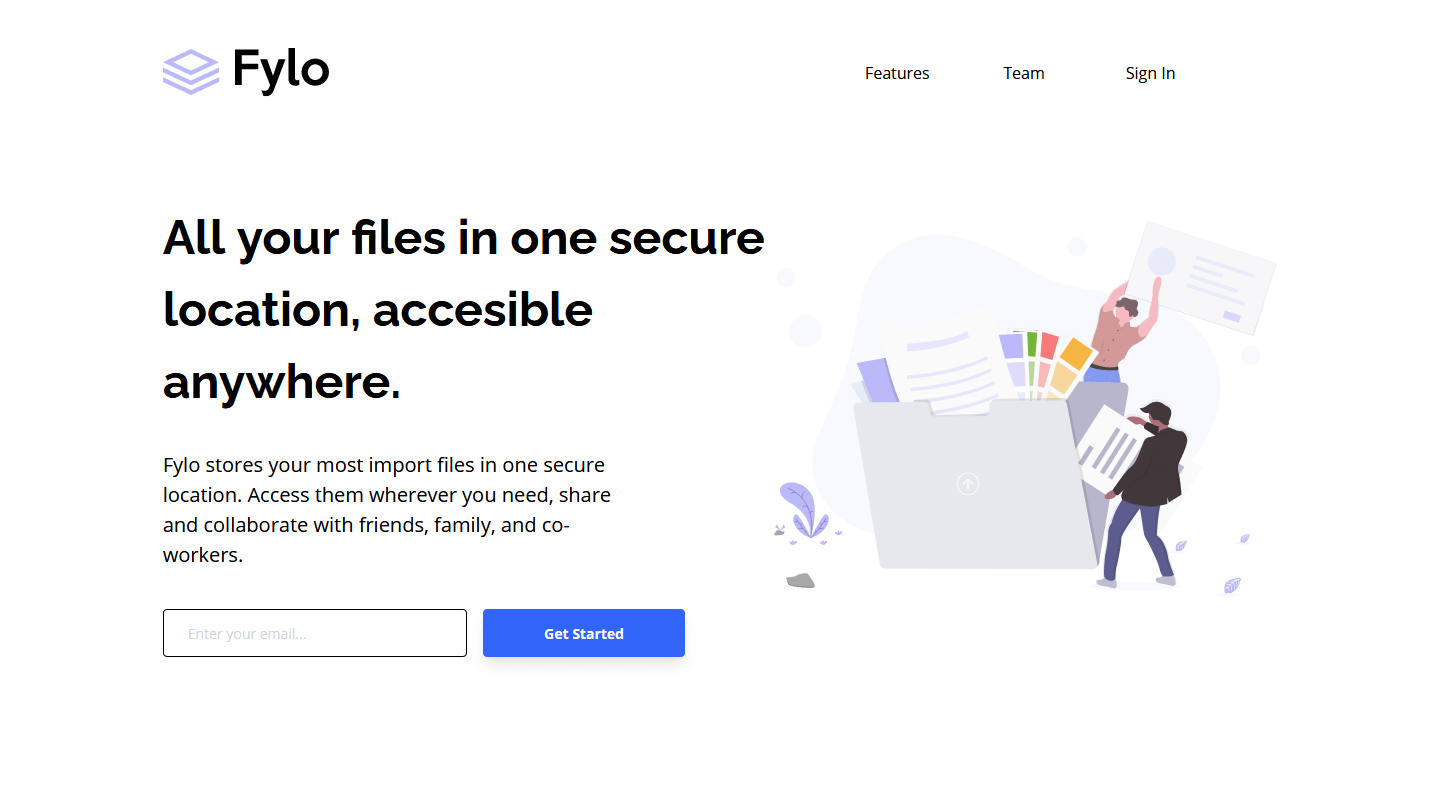 Fylo
Features
Team
Sign In
All your files in one secure
location, accesible
anywhere.
Fylo stores your most import files in one secure
location. Access them wherever you need, share
and collaborate with friends, family, and co-
workers.
Enter your email...
Get Started